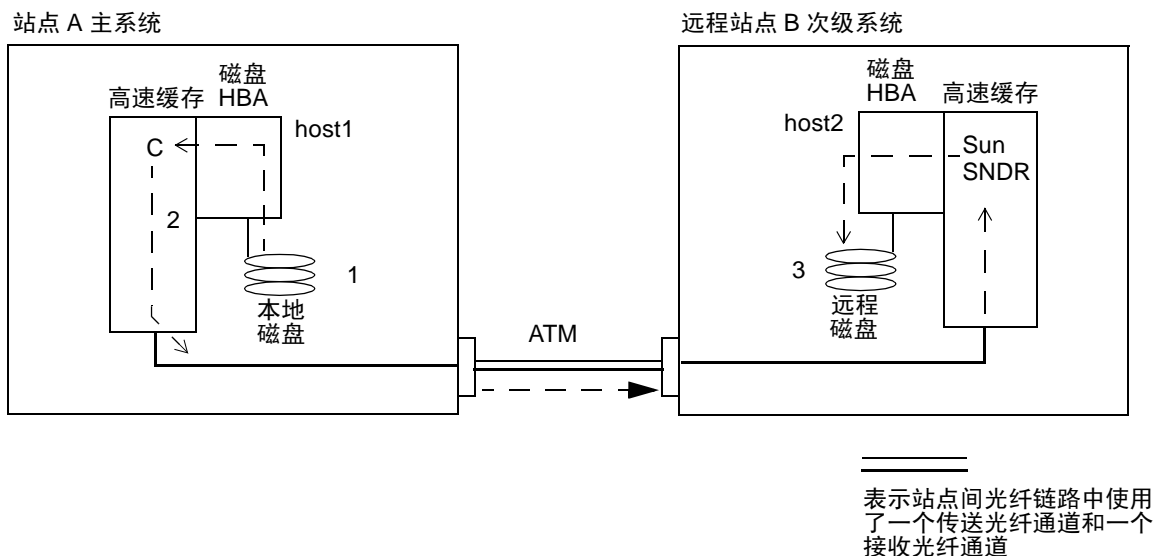 站点 A 主系统
远程站点 B 次级系统
磁盘
HBA
高速缓存
host1
C
2
1
本地
磁盘
ATM
磁盘
HBA
高速缓存
host2
Sun
SNDR
3
远程
磁盘
表示站点间光纤链路中使用
了一个传送光纤通道和一个
接收光纤通道